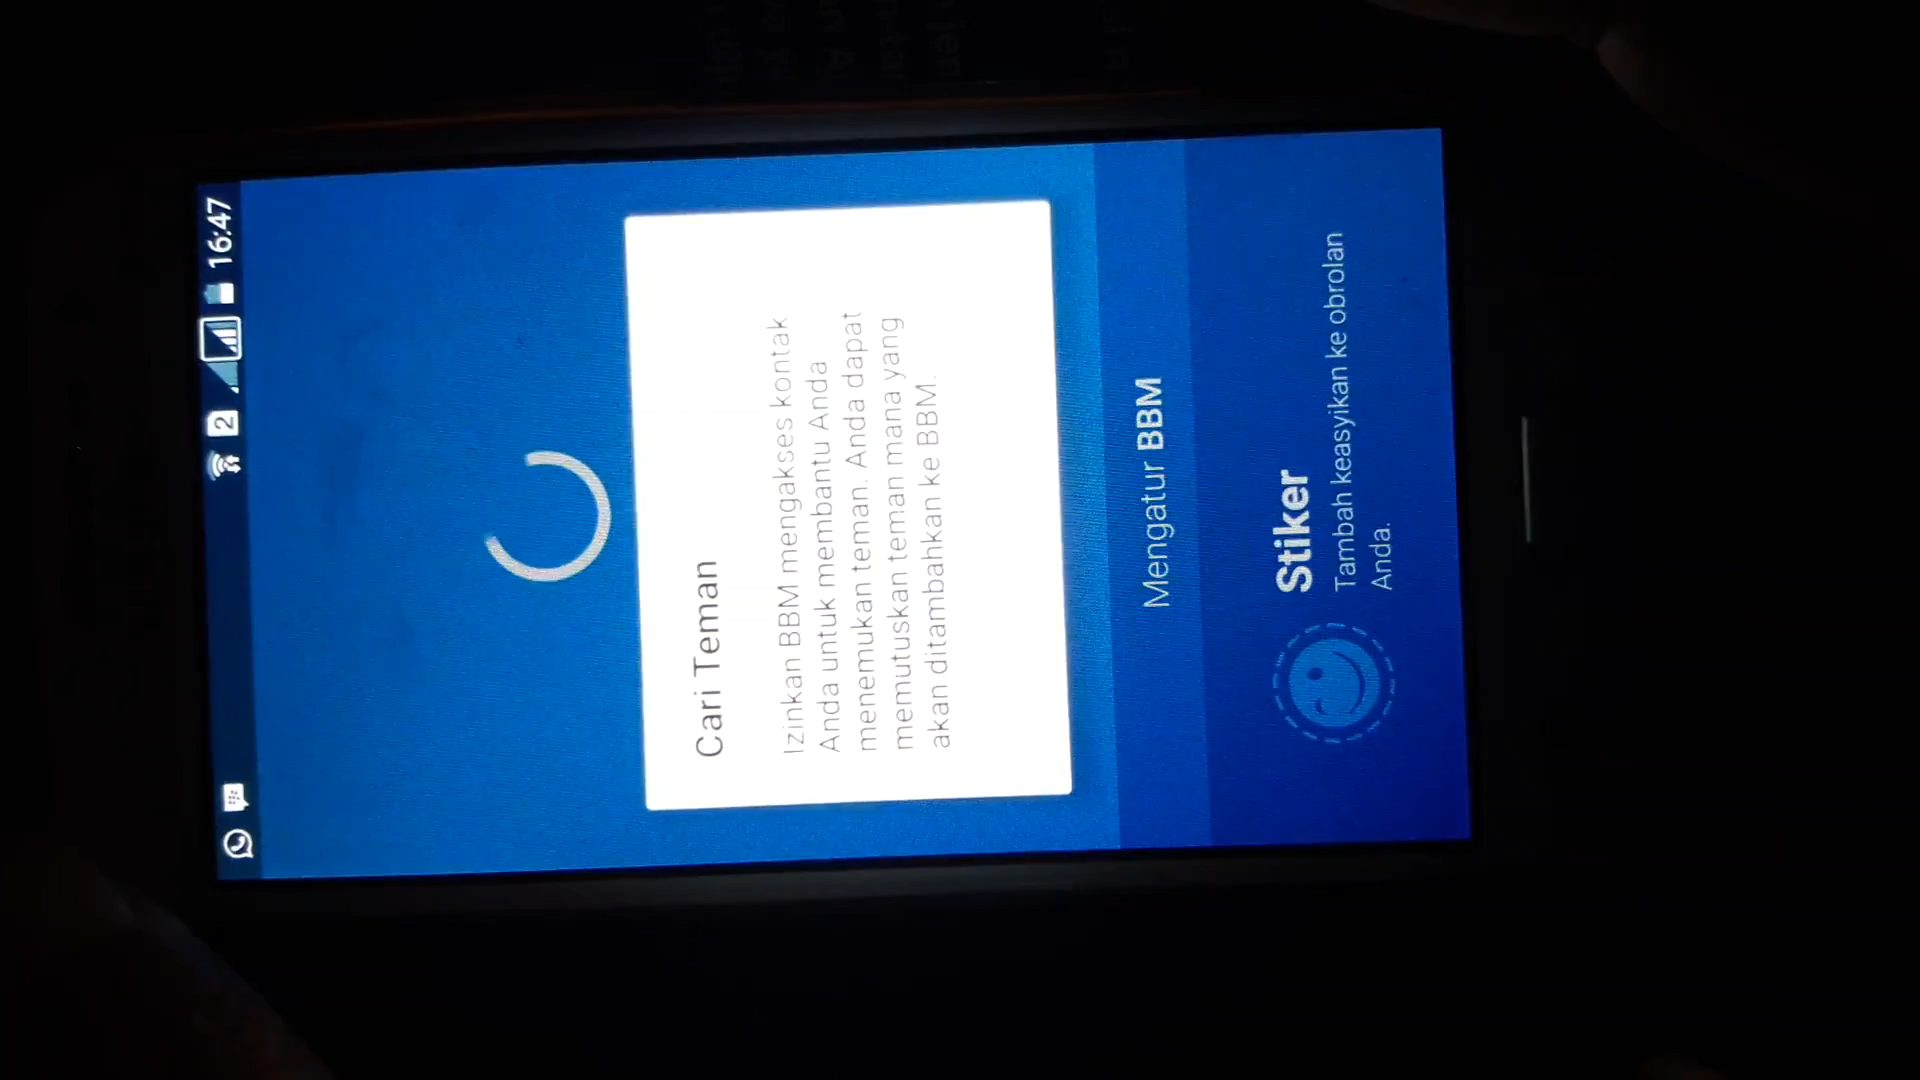 2 16:47
Cari Teman
Izinkan BBM mengakses kontak
Anda untuk membantu Anda
menemukan teman. Anda dapat
memutuskan teman mana yang
akan ditambahkan ke BBM.
Mengatur BBM
Stiker
Tambah keasyikan ke obrolan
Anda.